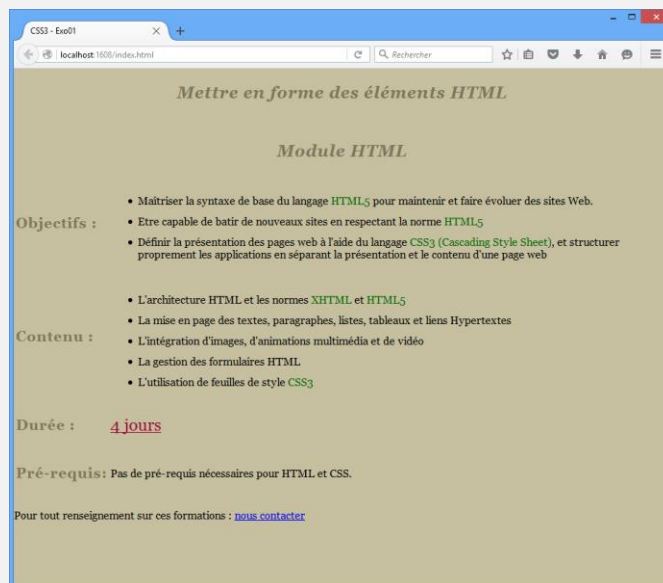 CSS3 - Exo01
localhost:1608/index.html
Rechercher
Mettre en forme des éléments HTML
Module HTML
Objectifs :
• Maîtriser la syntaxe de base du langage HTML5 pour maintenir et faire évoluer des sites Web.
• Etre capable de batir de nouveaux sites en respectant la norme HTML5
• Définir la présentation des pages web à l'aide du langage CSS3 (Cascading Style Sheet), et structurer
proprement les applications en séparant la présentation et le contenu d'une page web
Contenu :
• L'architecture HTML et les normes XHTML et HTML5
• La mise en page des textes, paragraphes, listes, tableaux et liens Hypertextes
• L'intégration d'images, d'animations multimédia et de vidéo
• La gestion des formulaires HTML
• L'utilisation de feuilles de style CSS3
Durée : 4 jours
Pré-requis: Pas de pré-requis nécessaires pour HTML et CSS.
Pour tout renseignement sur ces formations : nous contacter